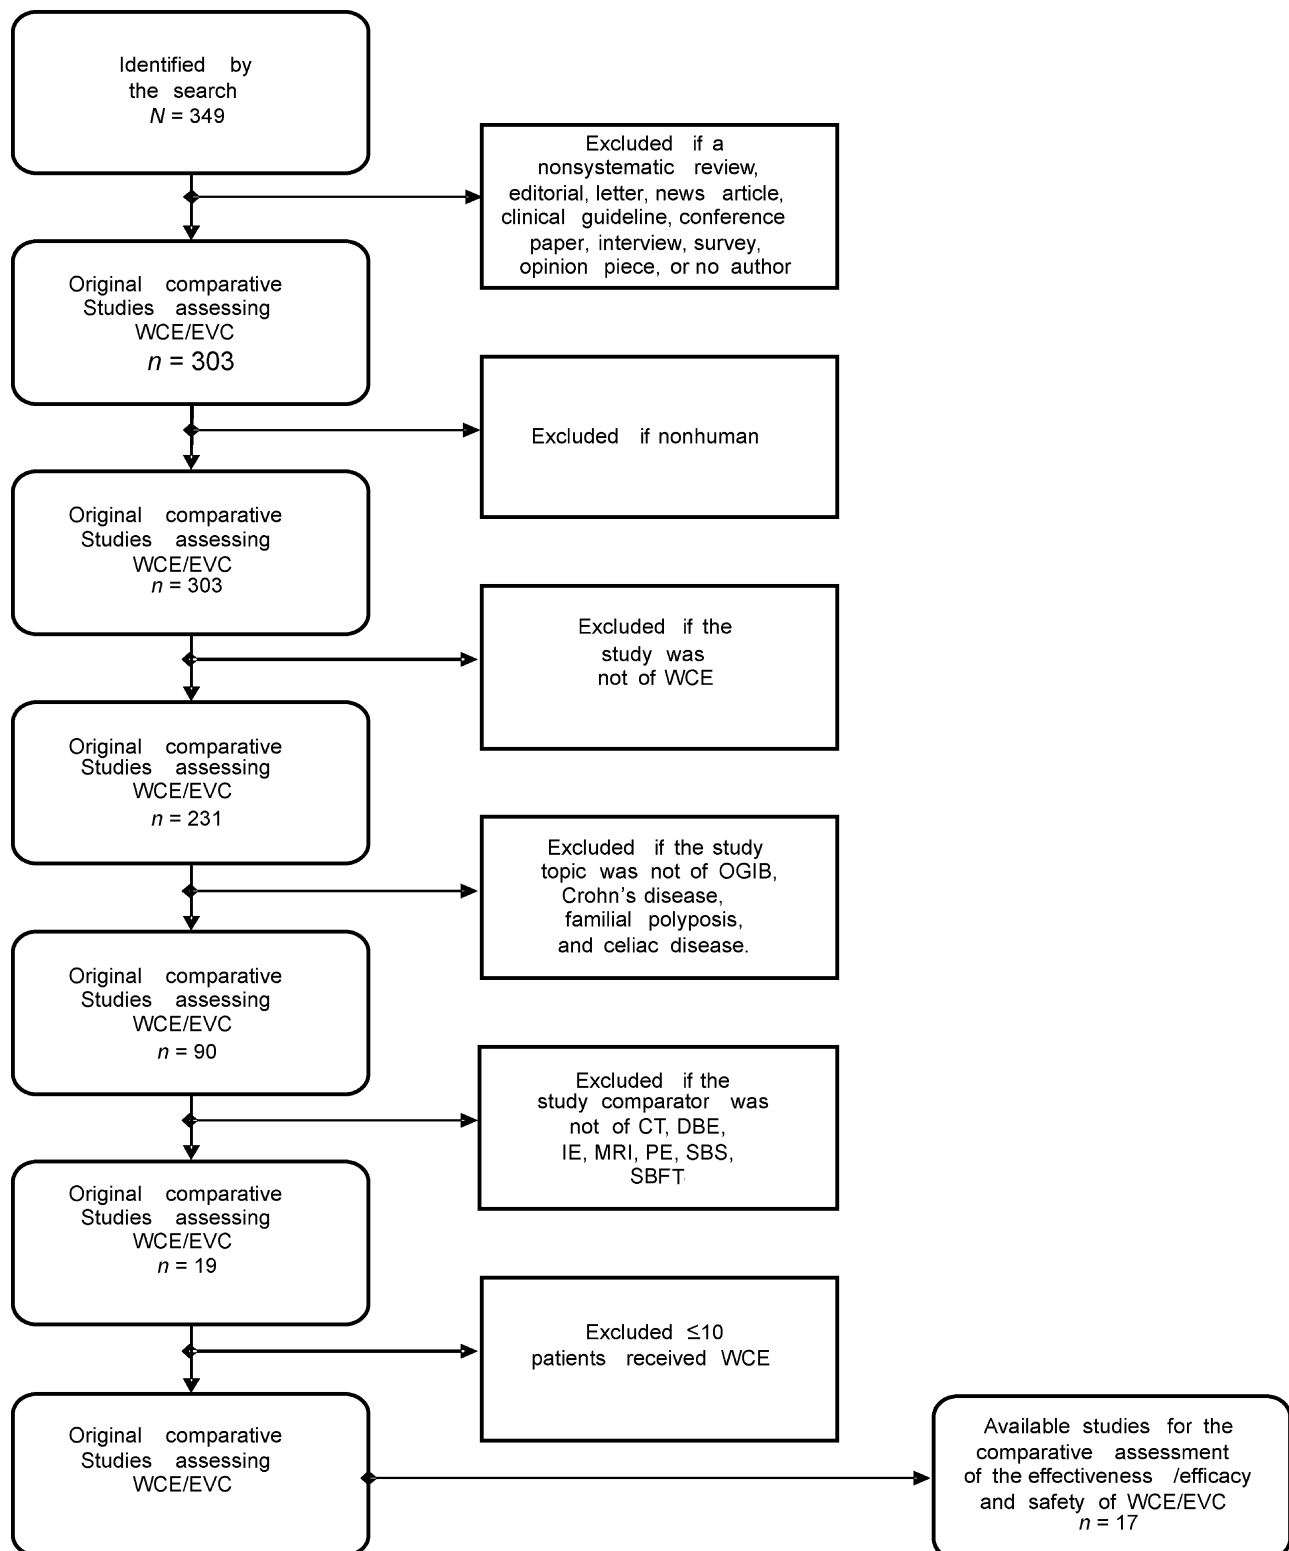 Identified by
the search
N = 349
Excluded if a
nonsystematic review,
editorial, letter, news article,
clinical guideline, conference
paper, interview, survey,
opinion piece, or no author
Original comparative
Studies assessing
WCE/EVC
n = 303
Excluded if nonhuman
Original comparative
Studies assessing
WCE/EVC
n = 303
Excluded if the
study was
not of WCE
Original comparative
Studies assessing
WCE/EVC
n = 231
Excluded if the study
topic was not of OGIB,
Crohn's disease,
familial polyposis,
and celiac disease.
Original comparative
Studies assessing
WCE/EVC
n = 90
Excluded if the
study comparator was
not of CT, DBE,
IE, MRI, PE, SBS,
SBFT
Original comparative
Studies assessing
WCE/EVC
n = 19
Excluded ≤10
patients received WCE
Original comparative
Studies assessing
WCE/EVC
Available studies for the
comparative assessment
of the effectiveness /efficacy
and safety of WCE/EVC
n = 17